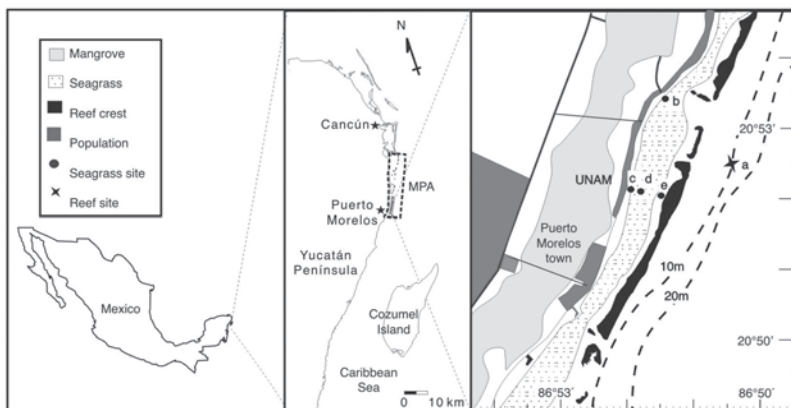 Mangrove
Seagrass
Reef crest
Population
Seagrass site
Reef site
Mexico
N
Cancún
MPA
Puerto
Morelos
Yucatán
Península
Cozumel
Island
Caribbean
Sea
0 10 km
b
20°53'
a
UNAM
c d e
Puerto
Morelos
town
10m
20m
20°50'
86°53' 86°50'